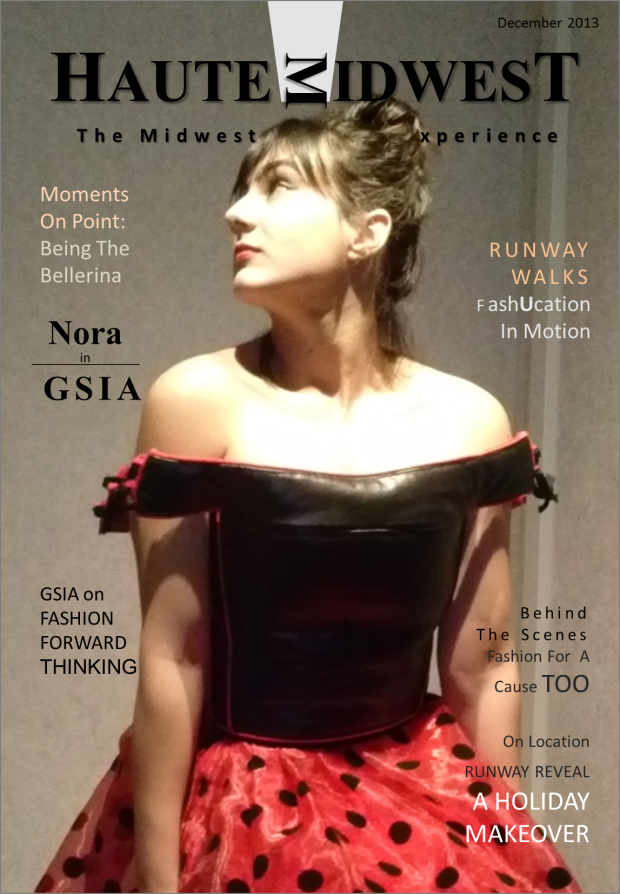 December 2013
HAUTE MIDWEST
The Midwest xperience
Moments
On Point:
Being The
Bellerina
RUNWAY
WALKS
FashUcation
In Motion
Nora
in
GSIA
GSIA on
FASHION
FORWARD
THINKING
Behind
The Scenes
Fashion For A
Cause TOO
On Location
RUNWAY REVEAL
A HOLIDAY
MAKEOVER